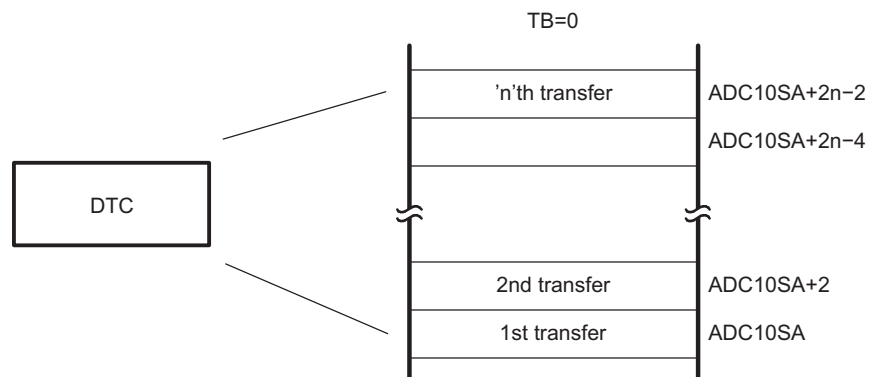 TB=0
’n’th transfer ADC10SA+2n−2
ADC10SA+2n−4
DTC
2nd transfer ADC10SA+2
1st transfer ADC10SA